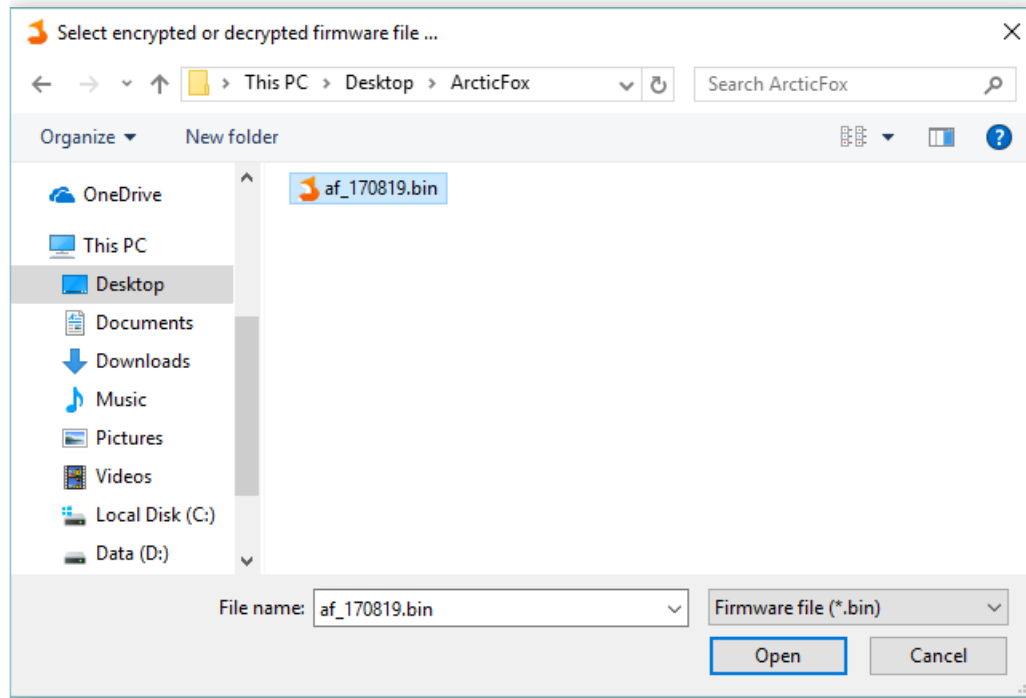 Select encrypted or decrypted firmware file ...
This PC > Desktop > ArcticFox
Search ArcticFox
Organize
New folder
?
OneDrive
af_170819.bin
This PC
Desktop
Documents
Downloads
Music
Pictures
Videos
Local Disk (C:)
Data (D:)
File name:
af_170819.bin
Firmware file (*.bin)
Open
Cancel